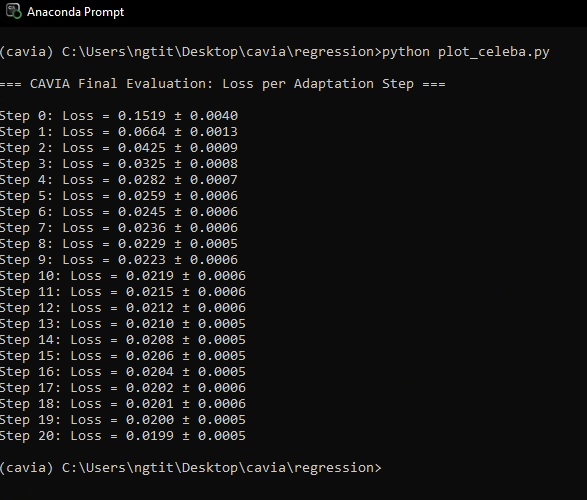 Anaconda Prompt
(cavia) C:\Users\ngtit\Desktop\cavia\regression>python plot_celeba.py
=== CAVIA Final Evaluation: Loss per Adaptation Step ===
Step 0: Loss = 0.1519 ± 0.0040
Step 1: Loss = 0.0664 ± 0.0013
Step 2: Loss = 0.0425 ± 0.0009
Step 3: Loss = 0.0325 ± 0.0008
Step 4: Loss = 0.0282 ± 0.0007
Step 5: Loss = 0.0259 ± 0.0006
Step 6: Loss = 0.0245 ± 0.0006
Step 7: Loss = 0.0236 ± 0.0006
Step 8: Loss = 0.0229 ± 0.0005
Step 9: Loss = 0.0223 ± 0.0006
Step 10: Loss = 0.0219 ± 0.0006
Step 11: Loss = 0.0215 ± 0.0006
Step 12: Loss = 0.0212 ± 0.0006
Step 13: Loss = 0.0210 ± 0.0005
Step 14: Loss = 0.0208 ± 0.0005
Step 15: Loss = 0.0206 ± 0.0005
Step 16: Loss = 0.0204 ± 0.0005
Step 17: Loss = 0.0202 ± 0.0006
Step 18: Loss = 0.0201 ± 0.0006
Step 19: Loss = 0.0200 ± 0.0005
Step 20: Loss = 0.0199 ± 0.0005
(cavia) C:\Users\ngtit\Desktop\cavia\regression>